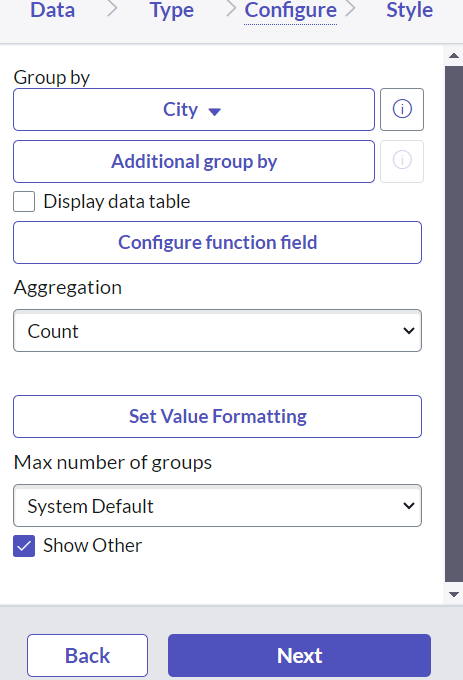 Data Type Configure Style
Group by
City
Additional group by
Display data table
Configure function field
Aggregation
Count
Set Value Formatting
Max number of groups
System Default
Show Other
Back Next